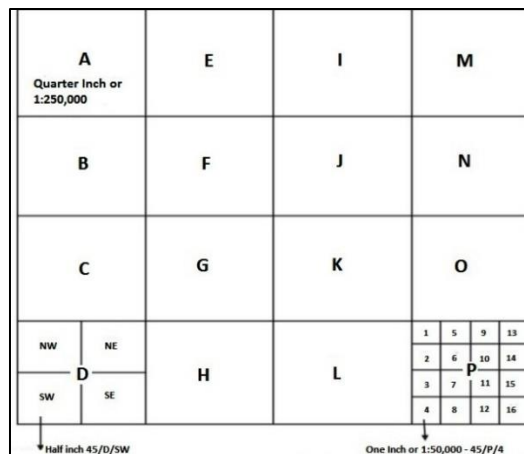 A E I M
Quarter Inch or
1:250,000
B F J N
C G K O
1 5 9 13
NW NE
2 6 10 14
D H L P
3 7 11 15
SW SE
4 8 12 16
Half inch 45/D/SW One Inch or 1:50,000 - 45/P/4